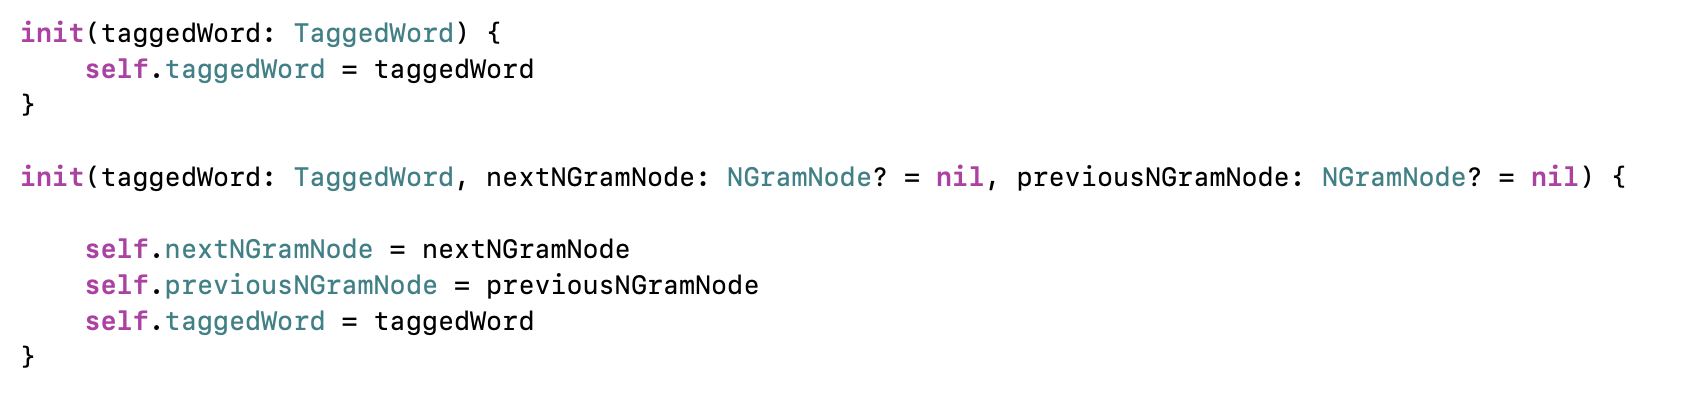 init(taggedWord: TaggedWord) {
    self.taggedWord = taggedWord
}

init(taggedWord: TaggedWord, nextNGramNode: NGramNode? = nil, previousNGramNode: NGramNode? = nil) {

    self.nextNGramNode = nextNGramNode
    self.previousNGramNode = previousNGramNode
    self.taggedWord = taggedWord
}